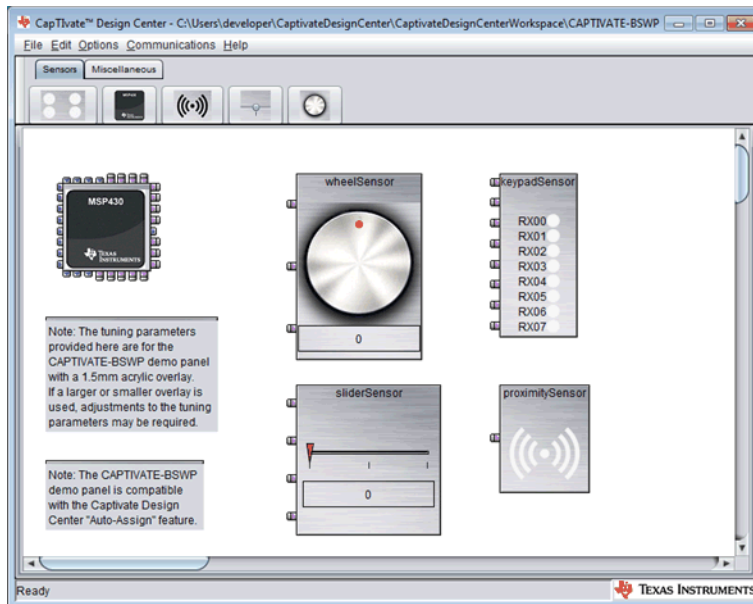 CapTIvate™ Design Center - C:\Users\developer\CaptivateDesignCenter\CaptivateDesignCenterWorkspace\CAPTIVATE-BSWP
File Edit Options Communications Help
Sensors Miscellaneous
MSP430
TEXAS INSTRUMENTS
wheelSensor
0
keypadSensor
RX00
RX01
RX02
RX03
RX04
RX05
RX06
RX07
Note: The tuning parameters
provided here are for the
CAPTIVATE-BSWP demo panel
with a 1.5mm acrylic overlay.
If a larger or smaller overlay is
used, adjustments to the tuning
parameters may be required.
sliderSensor
0
proximitySensor
Note: The CAPTIVATE-BSWP
demo panel is compatible
with the Captivate Design
Center "Auto-Assign" feature.
Ready
TEXAS INSTRUMENTS